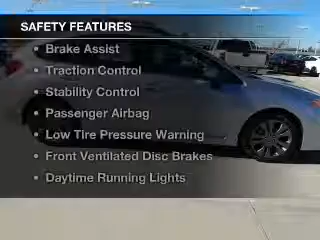 SAFETY FEATURES
• Brake Assist
• Traction Control
• Stability Control
• Passenger Airbag
• Low Tire Pressure Warning
• Front Ventilated Disc Brakes
• Daytime Running Lights